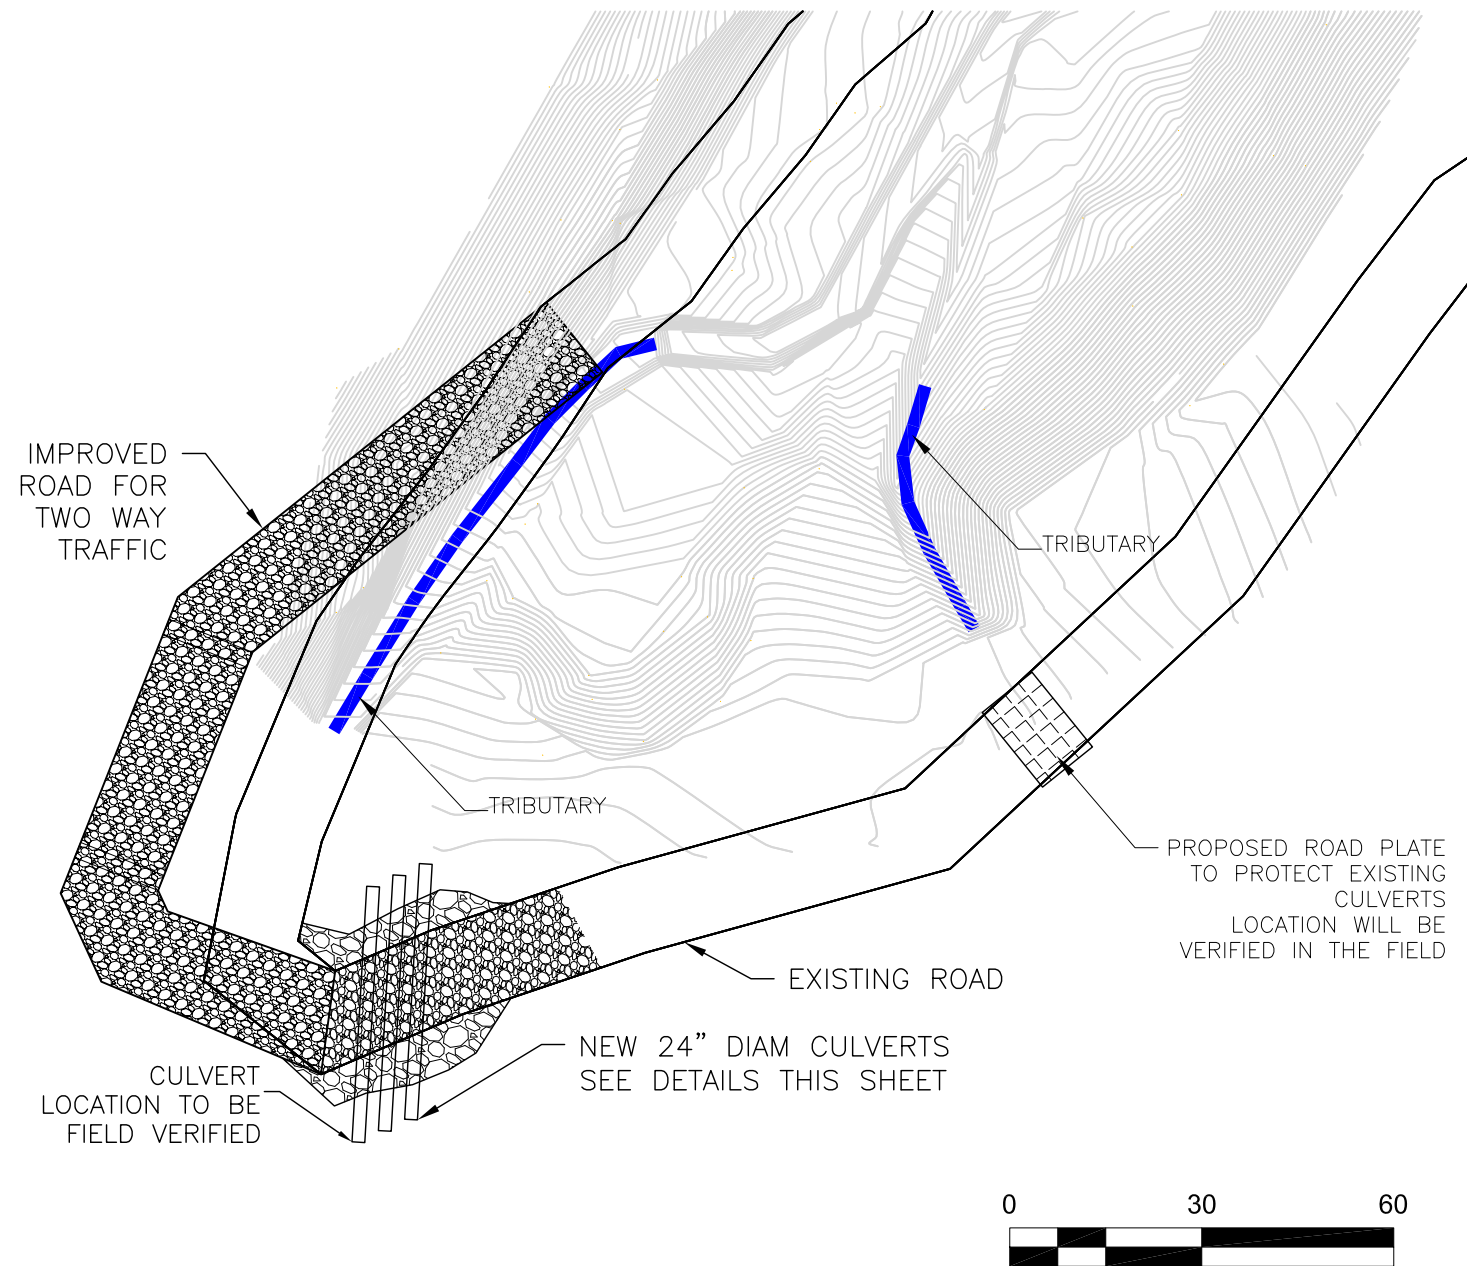 IMPROVED
ROAD FOR
TWO WAY
TRAFFIC
TRIBUTARY
TRIBUTARY
PROPOSED ROAD PLATE
TO PROTECT EXISTING
CULVERTS
LOCATION WILL BE
VERIFIED IN THE FIELD
EXISTING ROAD
NEW 24” DIAM CULVERTS
SEE DETAILS THIS SHEET
CULVERT
LOCATION TO BE
FIELD VERIFIED
0 30 60